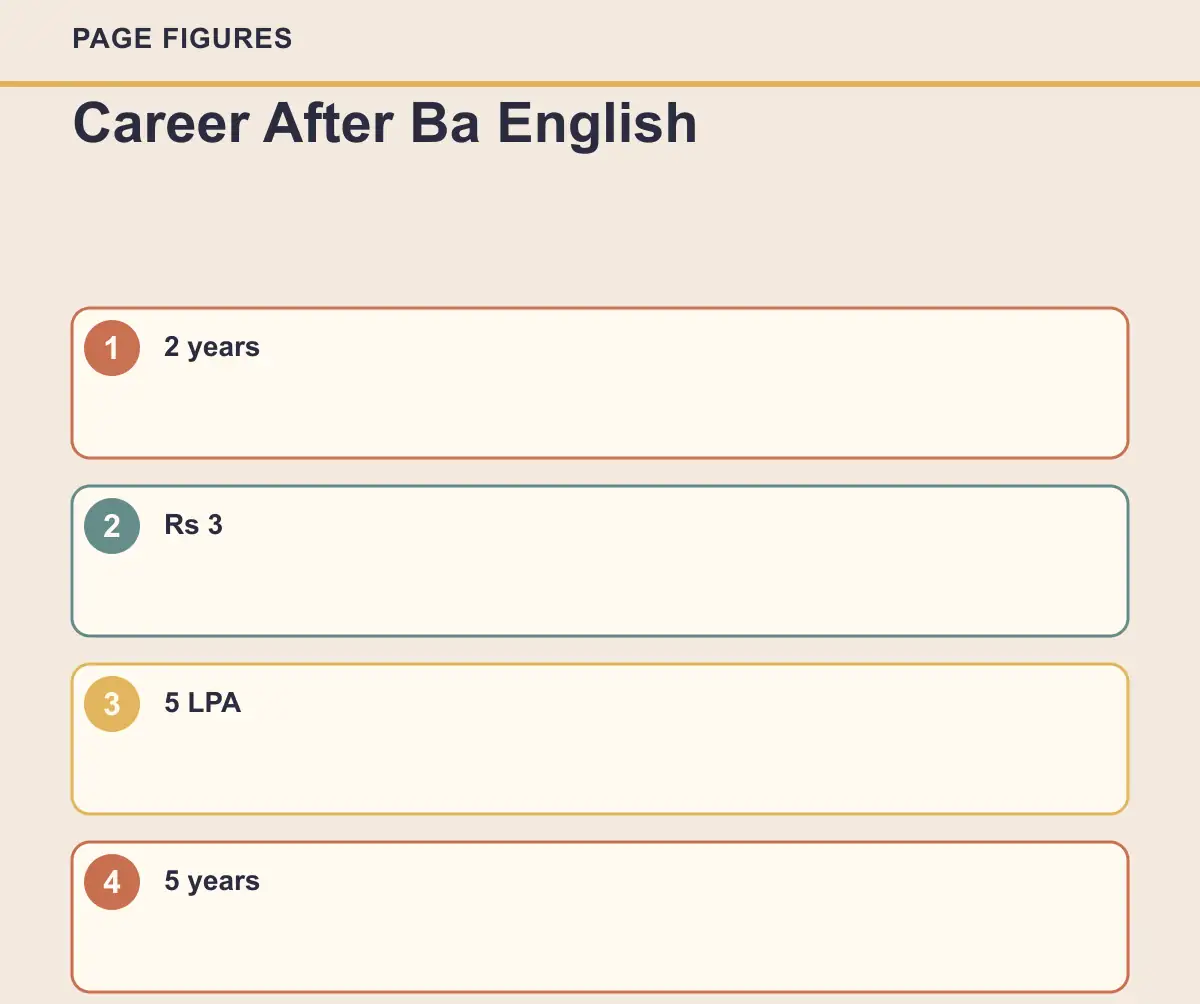 PAGE FIGURES
Career After Ba English
1 2 years
2 Rs 3
3 5 LPA
4 5 years